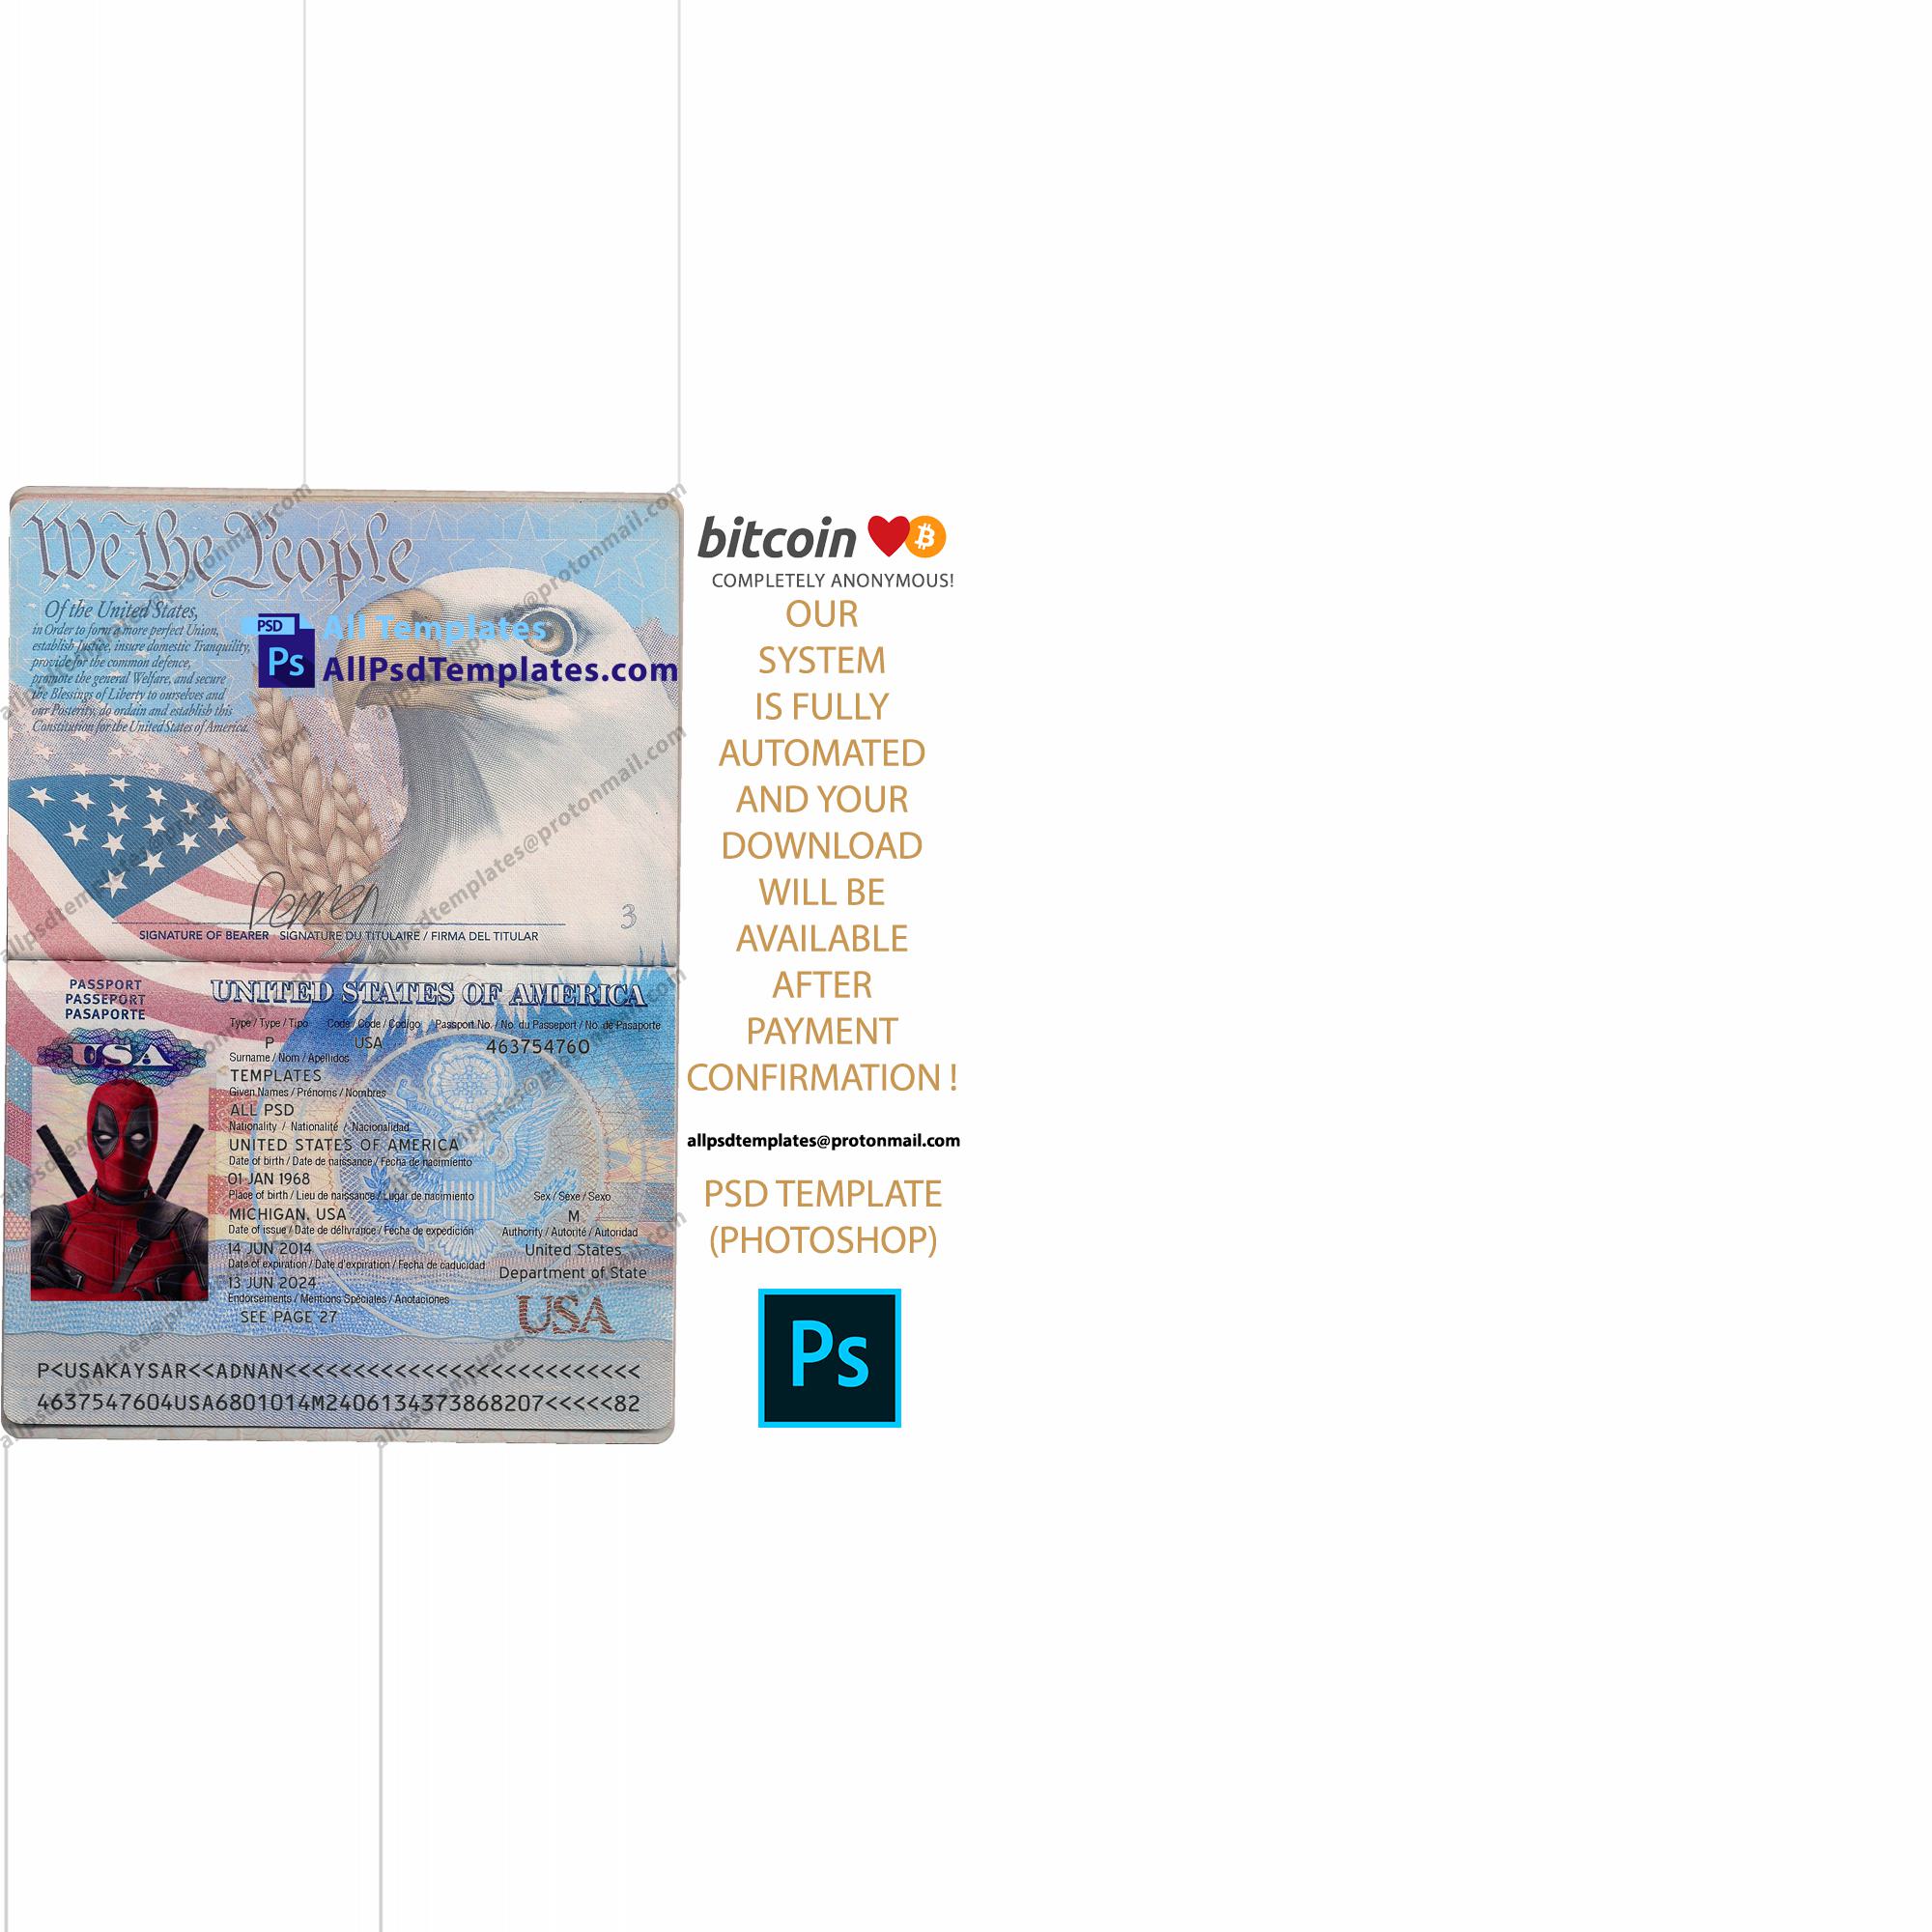 We the People
Of the United States,
in Order to form a more perfect Union,
establish Justice, insure domestic Tranquility,
provide for the common defence,
promote the general Welfare, and secure
the Blessings of Liberty to ourselves and
our Posterity, do ordain and establish this
Constitution for the United States of America.
PSD
Ps
All Templates
AllPsdTemplates.com
3
SIGNATURE OF BEARER SIGNATURE DU TITULAIRE / FIRMA DEL TITULAR
PASSPORT
PASSEPORT
PASAPORTE
USA
UNITED STATES OF AMERICA
Type / Type / Tipo Code / Code / Codigo Passport No. / No. du Passeport / No. de Pasaporte
P USA 463754760
Surname / Nom / Apellidos
TEMPLATES
Given Names / Prénoms / Nombres
ALL PSD
Nationality / Nationalité / Nacionalidad
UNITED STATES OF AMERICA
Date of birth / Date de naissance / Fecha de nacimiento
01 JAN 1968
Place of birth / Lieu de naissance / Lugar de nacimiento Sex / Sexe / Sexo
MICHIGAN, USA M
Date of issue / Date de délivrance / Fecha de expedición Authority / Autorité / Autoridad
14 JUN 2014 United States
Date of expiration / Date d'expiration / Fecha de caducidad Department of State
13 JUN 2024
Endorsements / Mentions Spéciales / Anotaciones
SEE PAGE 27
USA
P<USAKAYSAR<<ADNAN<<<<<<<<<<<<<<<<<<<<<<<<<<
4637547604USA6801014M2406134373868207<<<<<82
allpsdtemplates@protonmail.com
bitcoin
COMPLETELY ANONYMOUS!
OUR
SYSTEM
IS FULLY
AUTOMATED
AND YOUR
DOWNLOAD
WILL BE
AVAILABLE
AFTER
PAYMENT
CONFIRMATION !
allpsdtemplates@protonmail.com
PSD TEMPLATE
(PHOTOSHOP)
Ps